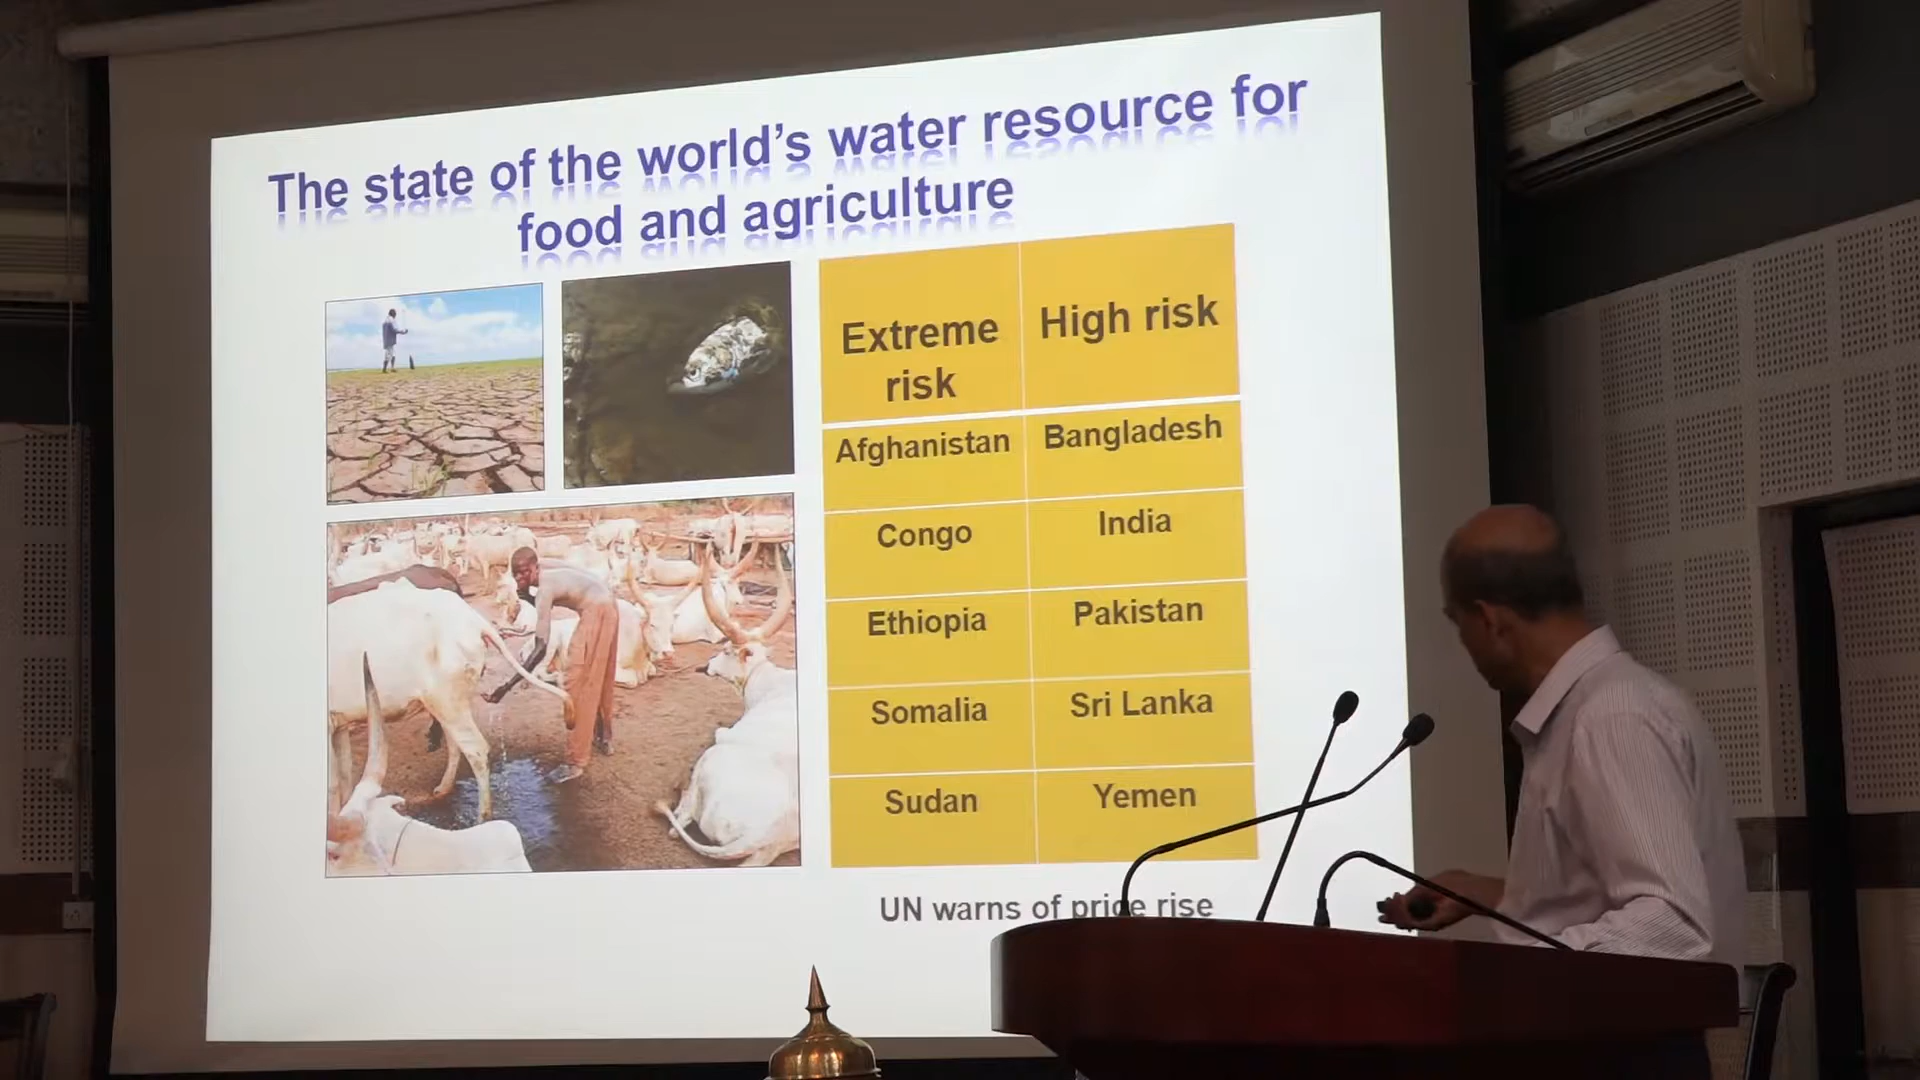 The state of the world's water resource for
food and agriculture
Extreme risk
High risk
Afghanistan
Bangladesh
Congo
India
Ethiopia
Pakistan
Somalia
Sri Lanka
Sudan
Yemen
UN warns of price rise